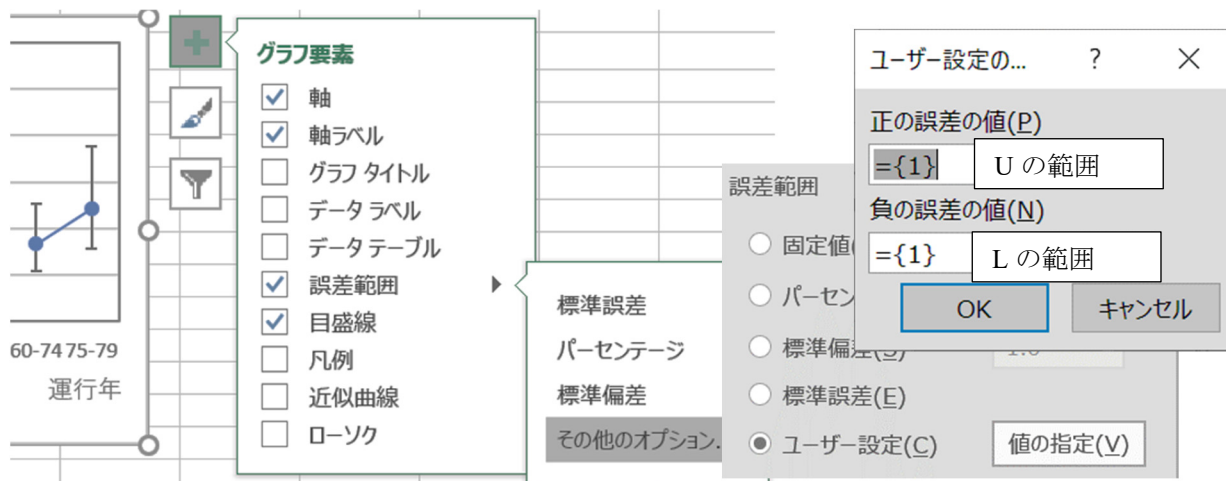 グラフ要素
軸
軸ラベル
グラフ タイトル
データ ラベル
データ テーブル
誤差範囲
目盛線
凡例
近似曲線
ローソク
60-74 75-79
運行年
標準誤差
パーセンテージ
標準偏差
その他のオプション...
誤差範囲
固定値(
パーセン
標準偏差(S)
1.0
標準誤差(E)
ユーザー設定(C)
値の指定(V)
ユーザー設定の... ? ×
正の誤差の値(P)
={1}
U の範囲
負の誤差の値(N)
={1}
L の範囲
OK
キャンセル